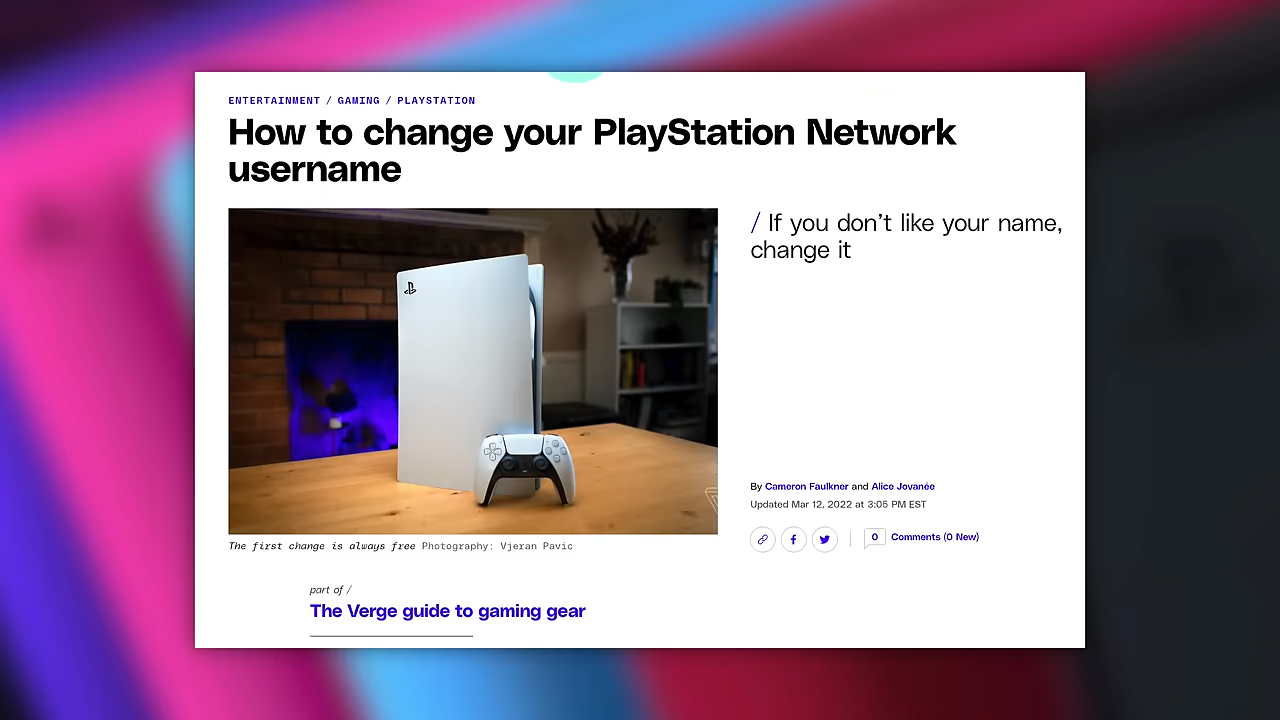 ENTERTAINMENT / GAMING / PLAYSTATION
How to change your PlayStation Network
username
/ If you don't like your name,
change it
By Cameron Faulkner and Alice Jovanée
Updated Mar 12, 2022 at 3:05 PM EST
0 Comments (0 New)
The first change is always free Photography: Vjeran Pavic
part of /
The Verge guide to gaming gear